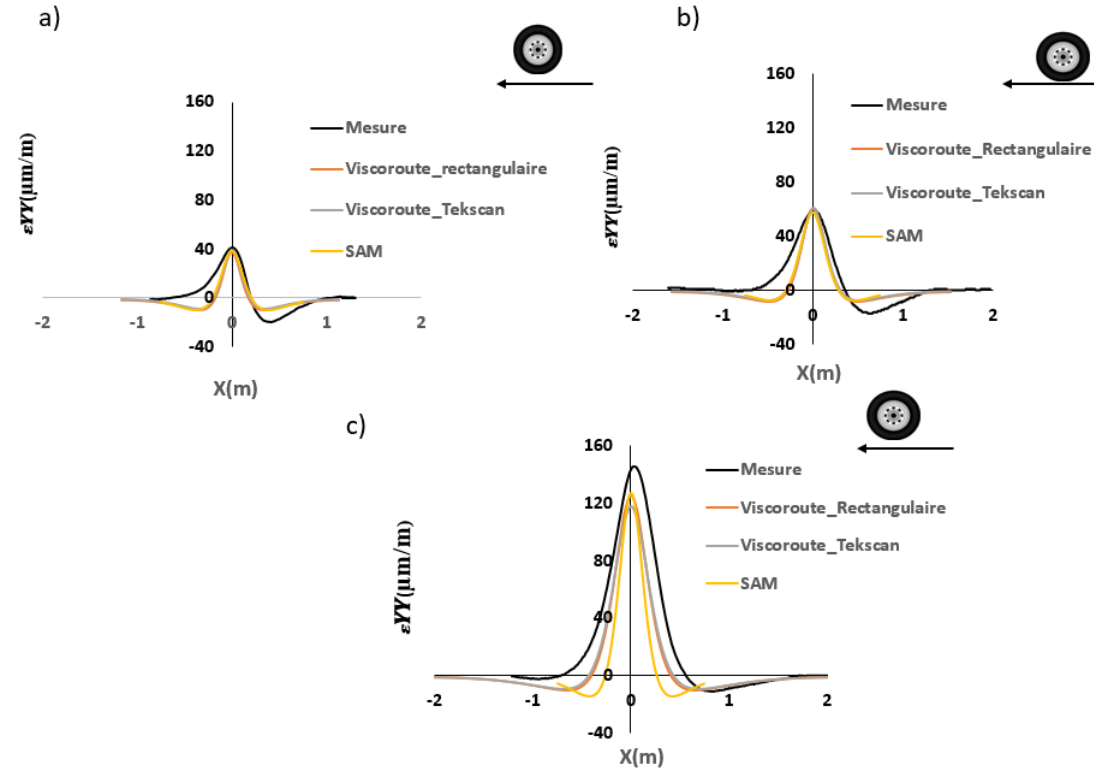 a)
160
120
80
40
0
-40
-2
-1
0
1
2
εYY(μm/m)
X(m)
Mesure
Viscoroute_rectangulaire
Viscoroute_Tekscan
SAM
b)
160
120
80
40
0
-40
-2
-1
0
1
2
εYY(μm/m)
X(m)
Mesure
Viscoroute_Rectangulaire
Viscoroute_Tekscan
SAM
c)
160
120
80
40
0
-40
-2
-1
0
1
2
εYY(μm/m)
X(m)
Mesure
Viscoroute_Rectangulaire
Viscoroute_Tekscan
SAM